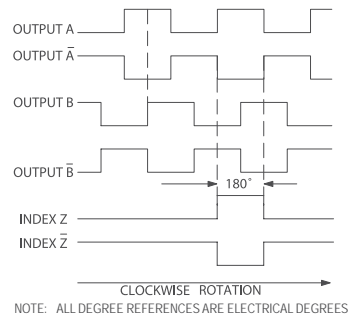 OUTPUT A
OUTPUT A̅
OUTPUT B
OUTPUT B̅
180°
INDEX Z
INDEX Z̅
CLOCKWISE ROTATION
NOTE: ALL DEGREE REFERENCES ARE ELECTRICAL DEGREES